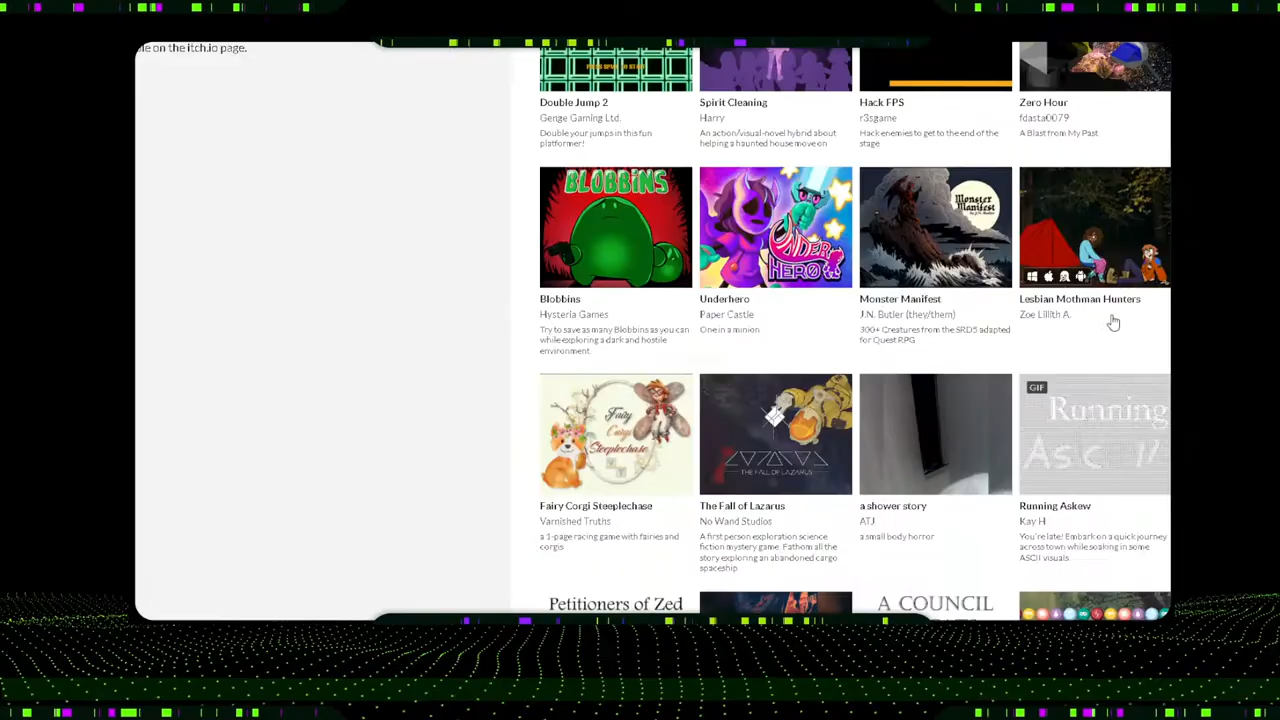 le on the itch.io page.
Double Jump 2
Genge Gaming Ltd.
Double your jumps in this fun
platformer!
Spirit Cleaning
Harry
An action/visual-novel hybrid about
helping a haunted house move on
Hack FPS
r3sgame
Hack enemies to get to the end of the
stage
Zero Hour
fdasta0079
A Blast from My Past
BLOBBINS
Blobbins
Hysteria Games
Try to save as many Blobbins as you can
while exploring a dark and hostile
environment.
UNDER
HERO
Underhero
Paper Castle
One in a minion
Monster
Manifest
Monster Manifest
J.N. Butler (they/them)
300+ Creatures from the SRD5 adapted
for Quest RPG
Lesbian Mothman Hunters
Zoe Lilith A.
Fairy
Corgi
Steeplechase
Fairy Corgi Steeplechase
Varnished Truths
a 1-page racing game with fairies and
corgis
THE FALL OF LAZARUS
The Fall of Lazarus
No Wand Studios
A first person exploration science
fiction mystery game. Fathom all the
story exploring an abandoned cargo
spaceship.
a shower story
ATJ
a small body horror
GIF
Running
Running Askew
Kay H
You're late! Embark on a quick journey
across town while soaking in some
ASCII visuals
Petitioners of Zed
A COUNCIL